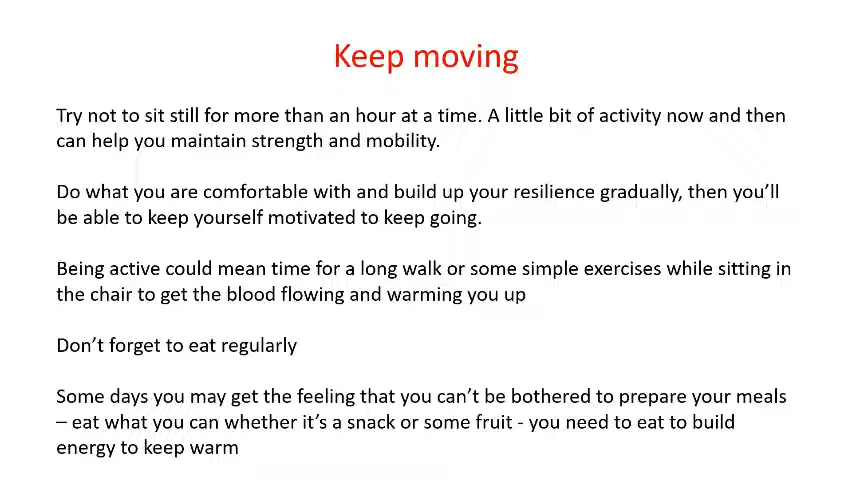 Keep moving
Try not to sit still for more than an hour at a time. A little bit of activity now and then
can help you maintain strength and mobility.
Do what you are comfortable with and build up your resilience gradually, then you’ll
be able to keep yourself motivated to keep going.
Being active could mean time for a long walk or some simple exercises while sitting in
the chair to get the blood flowing and warming you up
Don’t forget to eat regularly
Some days you may get the feeling that you can’t be bothered to prepare your meals
– eat what you can whether it’s a snack or some fruit - you need to eat to build
energy to keep warm